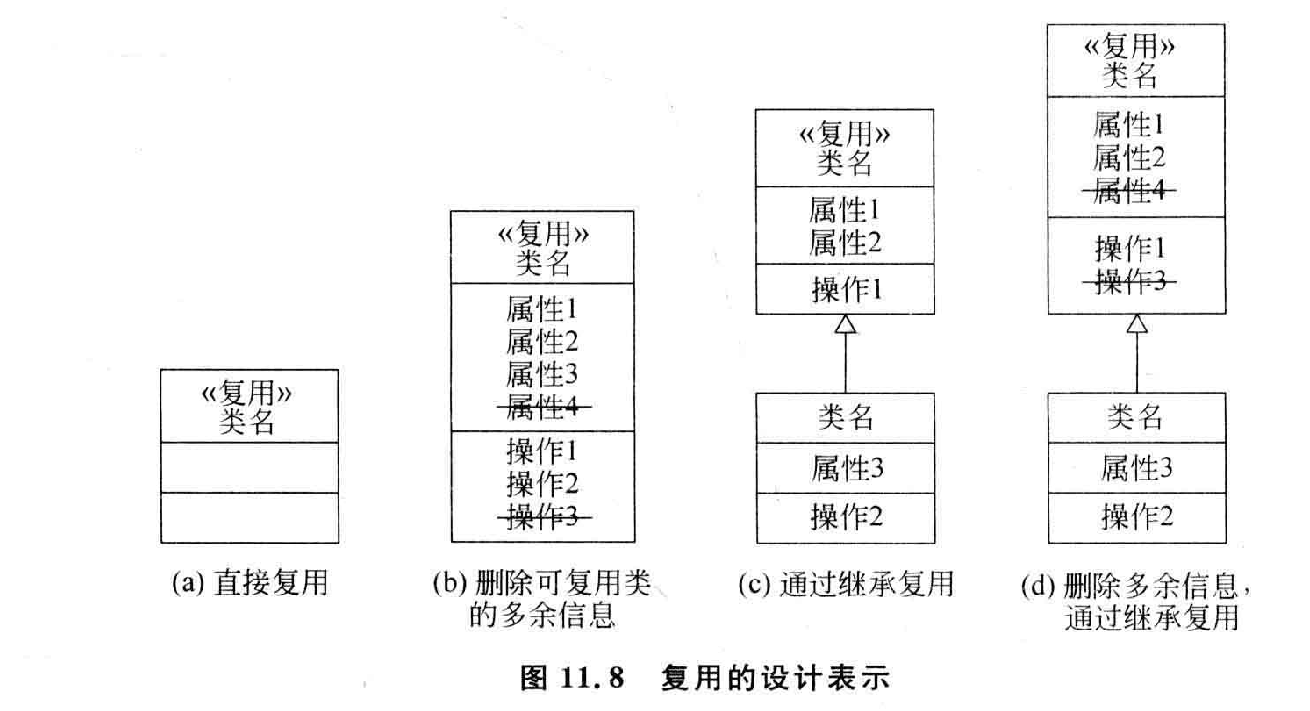 «复用»
类名
(a) 直接复用
«复用»
类名
属性1
属性2
属性3
属性4
操作1
操作2
操作3
(b) 删除可复用类
的多余信息
«复用»
类名
属性1
属性2
操作1
类名
属性3
操作2
(c) 通过继承复用
«复用»
类名
属性1
属性2
属性4
操作1
操作3
类名
属性3
操作2
(d) 删除多余信息，
通过继承复用
图 11.8 复用的设计表示